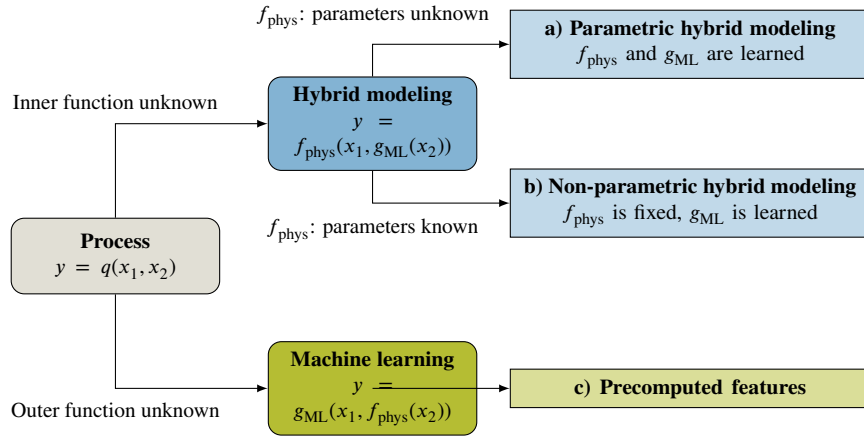 f_phys: parameters unknown
a) Parametric hybrid modeling
f_phys and g_ML are learned
Inner function unknown
Hybrid modeling
y =
f_phys(x_1, g_ML(x_2))
b) Non-parametric hybrid modeling
f_phys is fixed, g_ML is learned
f_phys: parameters known
Process
y = q(x_1, x_2)
Machine learning
y =
g_ML(x_1, f_phys(x_2))
c) Precomputed features
Outer function unknown